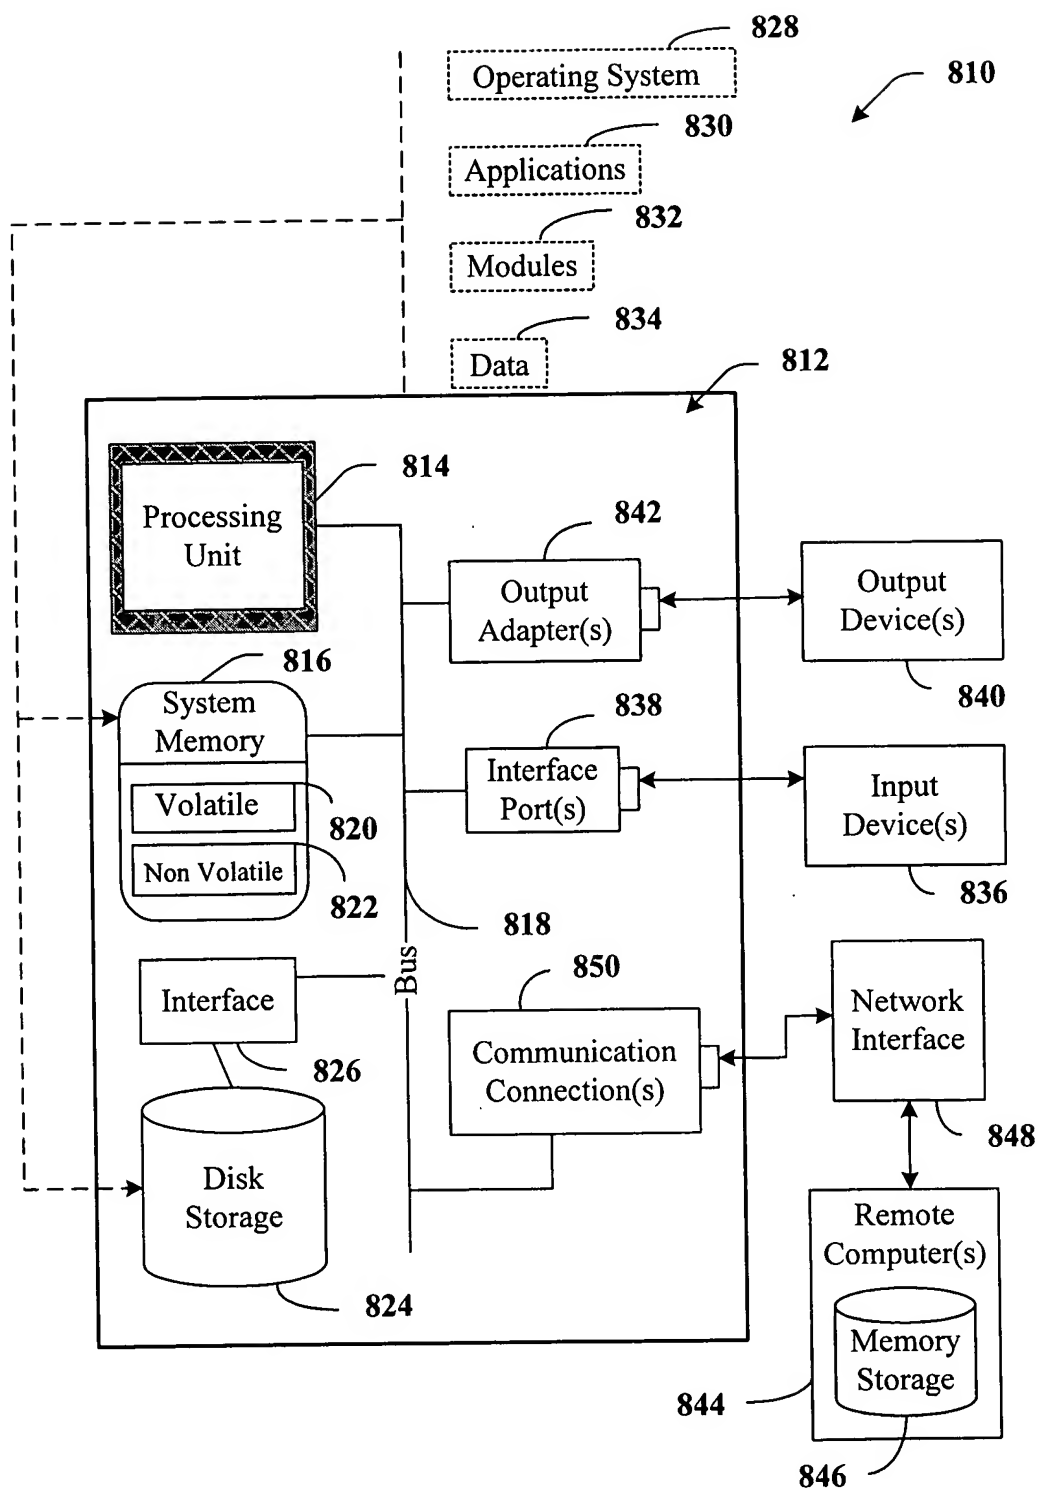 828
Operating System
810
830
Applications
832
Modules
834
Data
812
814
Processing
Unit
842
Output
Adapter(s)
Output
Device(s)
840
816
System
Memory
838
Interface
Port(s)
Input
Device(s)
836
Volatile
820
Non Volatile
822
818
Bus
850
Interface
826
Communication
Connection(s)
Network
Interface
848
Disk
Storage
824
Remote
Computer(s)
Memory
Storage
844
846